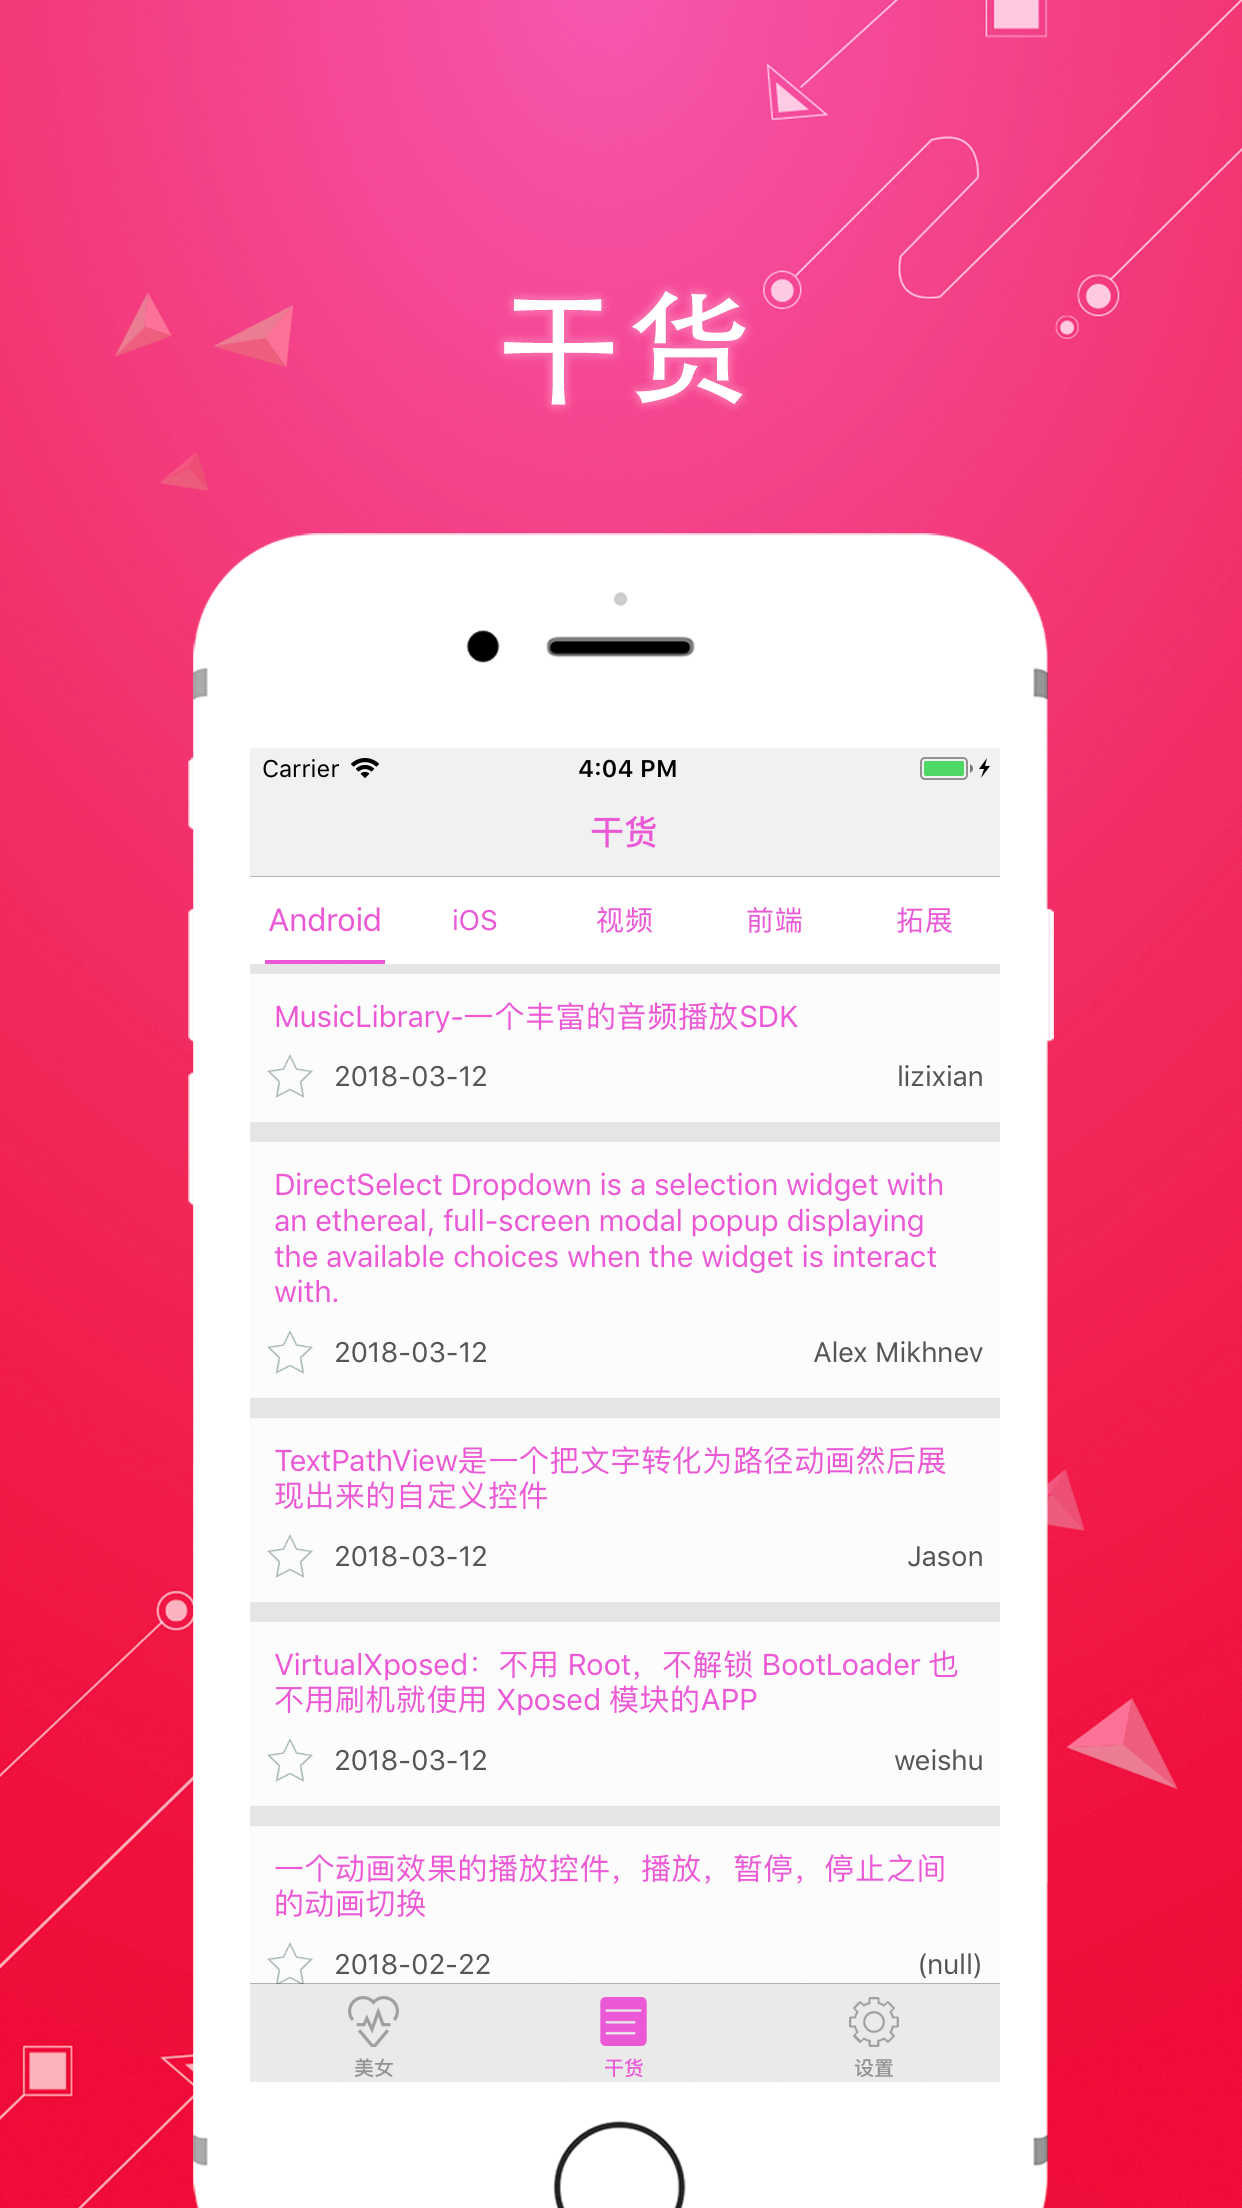 干货
Carrier 4:04 PM
干货
Android iOS 视频 前端 拓展
MusicLibrary-一个丰富的音频播放SDK
2018-03-12 lizixian
DirectSelect Dropdown is a selection widget with
an ethereal, full-screen modal popup displaying
the available choices when the widget is interact
with.
2018-03-12 Alex Mikhnev
TextPathView是一个把文字转化为路径动画然后展
现出来的自定义控件
2018-03-12 Jason
VirtualXposed：不用 Root，不解锁 BootLoader 也
不用刷机就使用 Xposed 模块的APP
2018-03-12 weishu
一个动画效果的播放控件，播放，暂停，停止之间
的动画切换
2018-02-22 (null)
美女 干货 设置